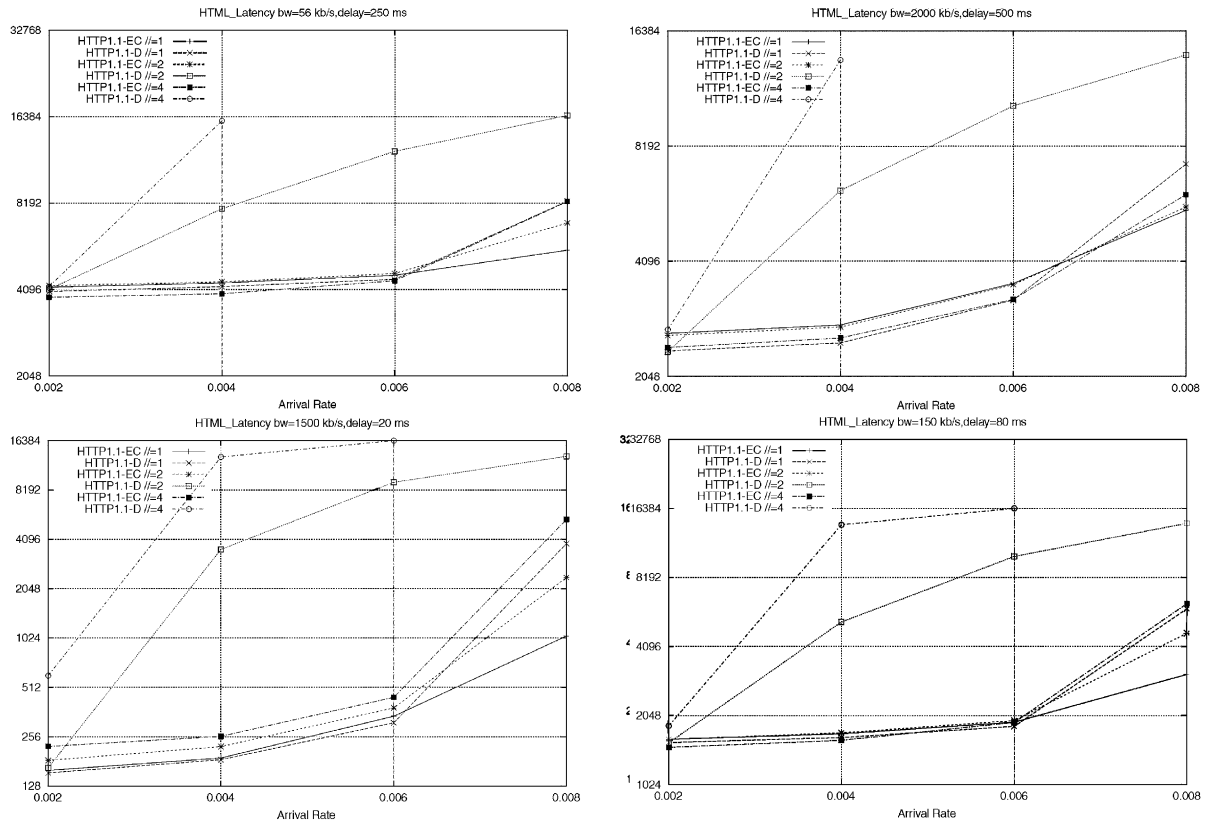 HTML_Latency bw=56 kb/s,delay=250 ms
32768
HTTP1.1-EC //=1
HTTP1.1-D //=1
HTTP1.1-EC //=2
HTTP1.1-D //=2
HTTP1.1-EC //=4
HTTP1.1-D //=4
16384
8192
4096
2048
0.002 0.004 0.006 0.008
Arrival Rate
HTML_Latency bw=2000 kb/s,delay=500 ms
16384
HTTP1.1-EC //=1
HTTP1.1-D //=1
HTTP1.1-EC //=2
HTTP1.1-D //=2
HTTP1.1-EC //=4
HTTP1.1-D //=4
8192
4096
2048
0.002 0.004 0.006 0.008
Arrival Rate
HTML_Latency bw=1500 kb/s,delay=20 ms
16384
HTTP1.1-EC //=1
HTTP1.1-D //=1
HTTP1.1-EC //=2
HTTP1.1-D //=2
HTTP1.1-EC //=4
HTTP1.1-D //=4
8192
4096
2048
1024
512
256
128
0.002 0.004 0.006 0.008
Arrival Rate
HTML_Latency bw=150 kb/s,delay=80 ms
32768
HTTP1.1-EC //=1
HTTP1.1-D //=1
HTTP1.1-EC //=2
HTTP1.1-D //=2
HTTP1.1-EC //=4
HTTP1.1-D //=4
16384
8192
4096
2048
1024
0.002 0.004 0.006 0.008
Arrival Rate